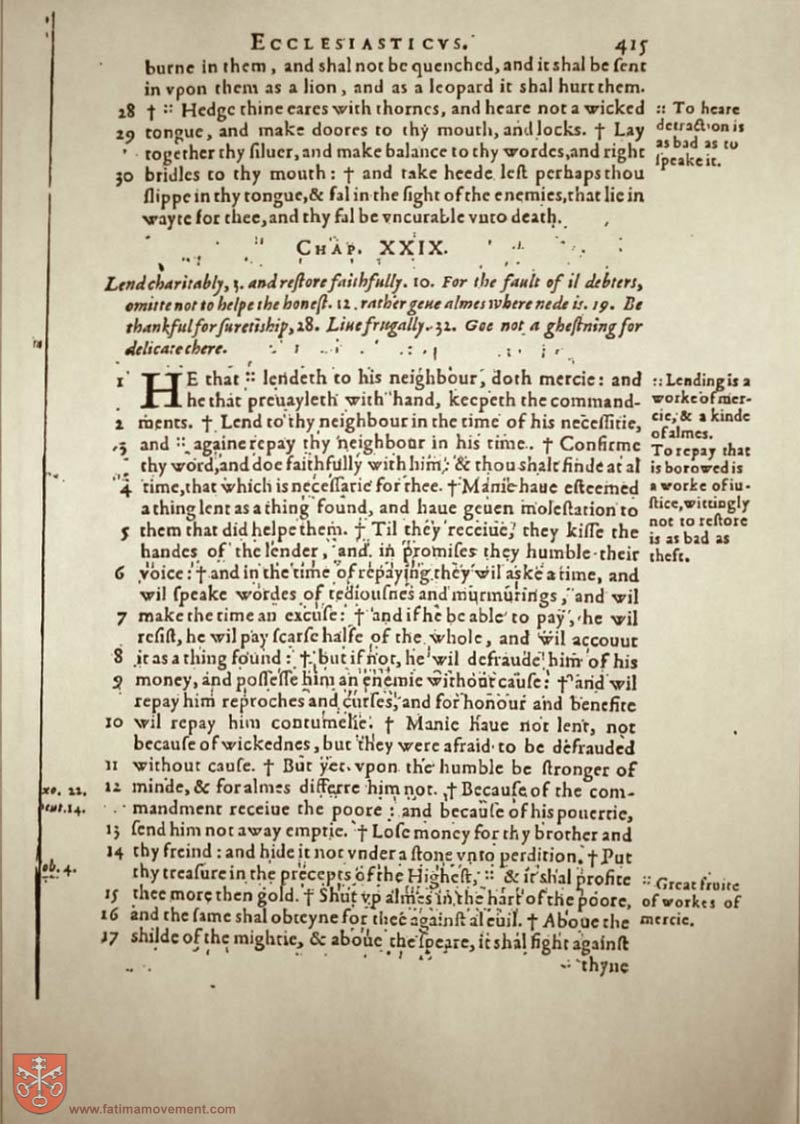 ECCLESIASTICVS. 415
burne in them, and shal not be quenched, and it shal be sent
in vpon them as a lion, and as a leopard it shal hurt them.
28 † :: Hedge thine eares with thornes, and heare not a wicked
29 tongue, and make doores to thy mouth, and locks. † Lay
together thy siluer, and make balance to thy wordes, and right
30 bridles to thy mouth: † and take heede lest perhaps thou
slippe in thy tongue, & fal in the sight of the enemies, that lie in
wayte for thee, and thy fal be vncurable vnto death.
:: To heare
detraction is
as bad as to
speake it.
CHAP. XXIX.
Lend charitably, 3. and restore faithfully. 10. For the fault of il debters,
omitte not to helpe the honest. 12. rather geue almes where nede is. 19. Be
thankful for suretiship, 28. Liue frugally. 32. Goe not a ghestning for
delicate chere.
1 HE that :: lendeth to his neighbour, doth mercie: and
he that preuayleth with hand, keepeth the command-
2 ments. † Lend to thy neighbour in the time of his necessitie,
3 and :: againe repay thy neighbour in his time. † Confirme
thy word, and doe faithfully with him: & thou shalt finde at al
4 time, that which is necessarie for thee. † Manie haue esteemed
a thing lent as a thing found, and haue geuen molestation to
5 them that did helpe them. † Til they receiue, they kisse the
handes of the lender, and in promises they humble their
6 voice: † and in the time of repaying they wil aske a time, and
wil speake wordes of tediousnes and murmurings, and wil
7 make the time an excuse: † and if he be able to pay, he wil
resist, he wil pay scarse halfe of the whole, and wil account
8 it as a thing found: † but if not, he wil defraude him of his
9 money, and possesse him an enemie without cause: † and wil
repay him reproches and curses, and for honour and benefite
10 wil repay him contumelie. † Manie haue not lent, not
because of wickednes, but they were afraid to be defrauded
11 without cause. † But yet vpon the humble be stronger of
12 minde, & for almes differre him not. † Because of the com-
mandment receiue the poore: and because of his pouertie,
13 send him not away emptie. † Lose money for thy brother and
14 thy freind: and hide it not vnder a stone vnto perdition. † Put
thy treasure in the precepts of the Highest, :: & it shal profite
15 thee more then gold. † Shut vp almes in the hart of the poore,
16 and the same shal obteyne for thee against al euil. † Aboue the
17 shilde of the mightie, & aboue the speare, it shal fight against
thyne
:: Lending is a
worke of mer-
cie, & a kinde
of almes.
To repay that
is borowed is
a worke of iu-
stice, wittingly
not to restore
is as bad as
theft.
:: Great fruite
of workes of
mercie.
xo. 22.
eut. 14.
ob. 4.
www.fatimamovement.com